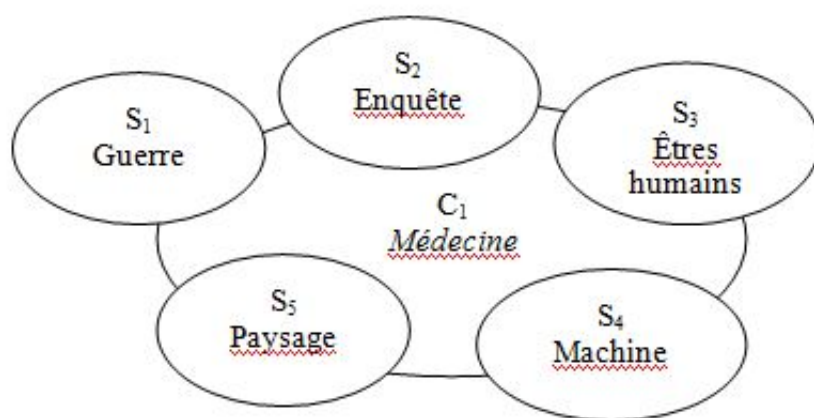 S₁
Guerre
S₂
Enquête
S₃
Êtres
humains
C₁
Médecine
S₅
Paysage
S₄
Machine